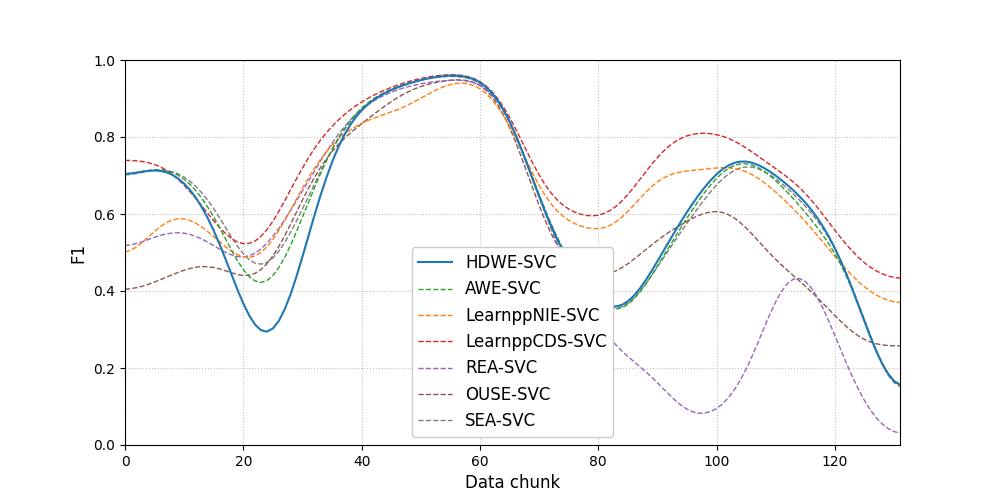 1.0
0.8
0.6
0.4
0.2
0.0
F1
HDWE-SVC
AWE-SVC
LearnppNIE-SVC
LearnppCDS-SVC
REA-SVC
OUSE-SVC
SEA-SVC
0 20 40 60 80 100 120
Data chunk